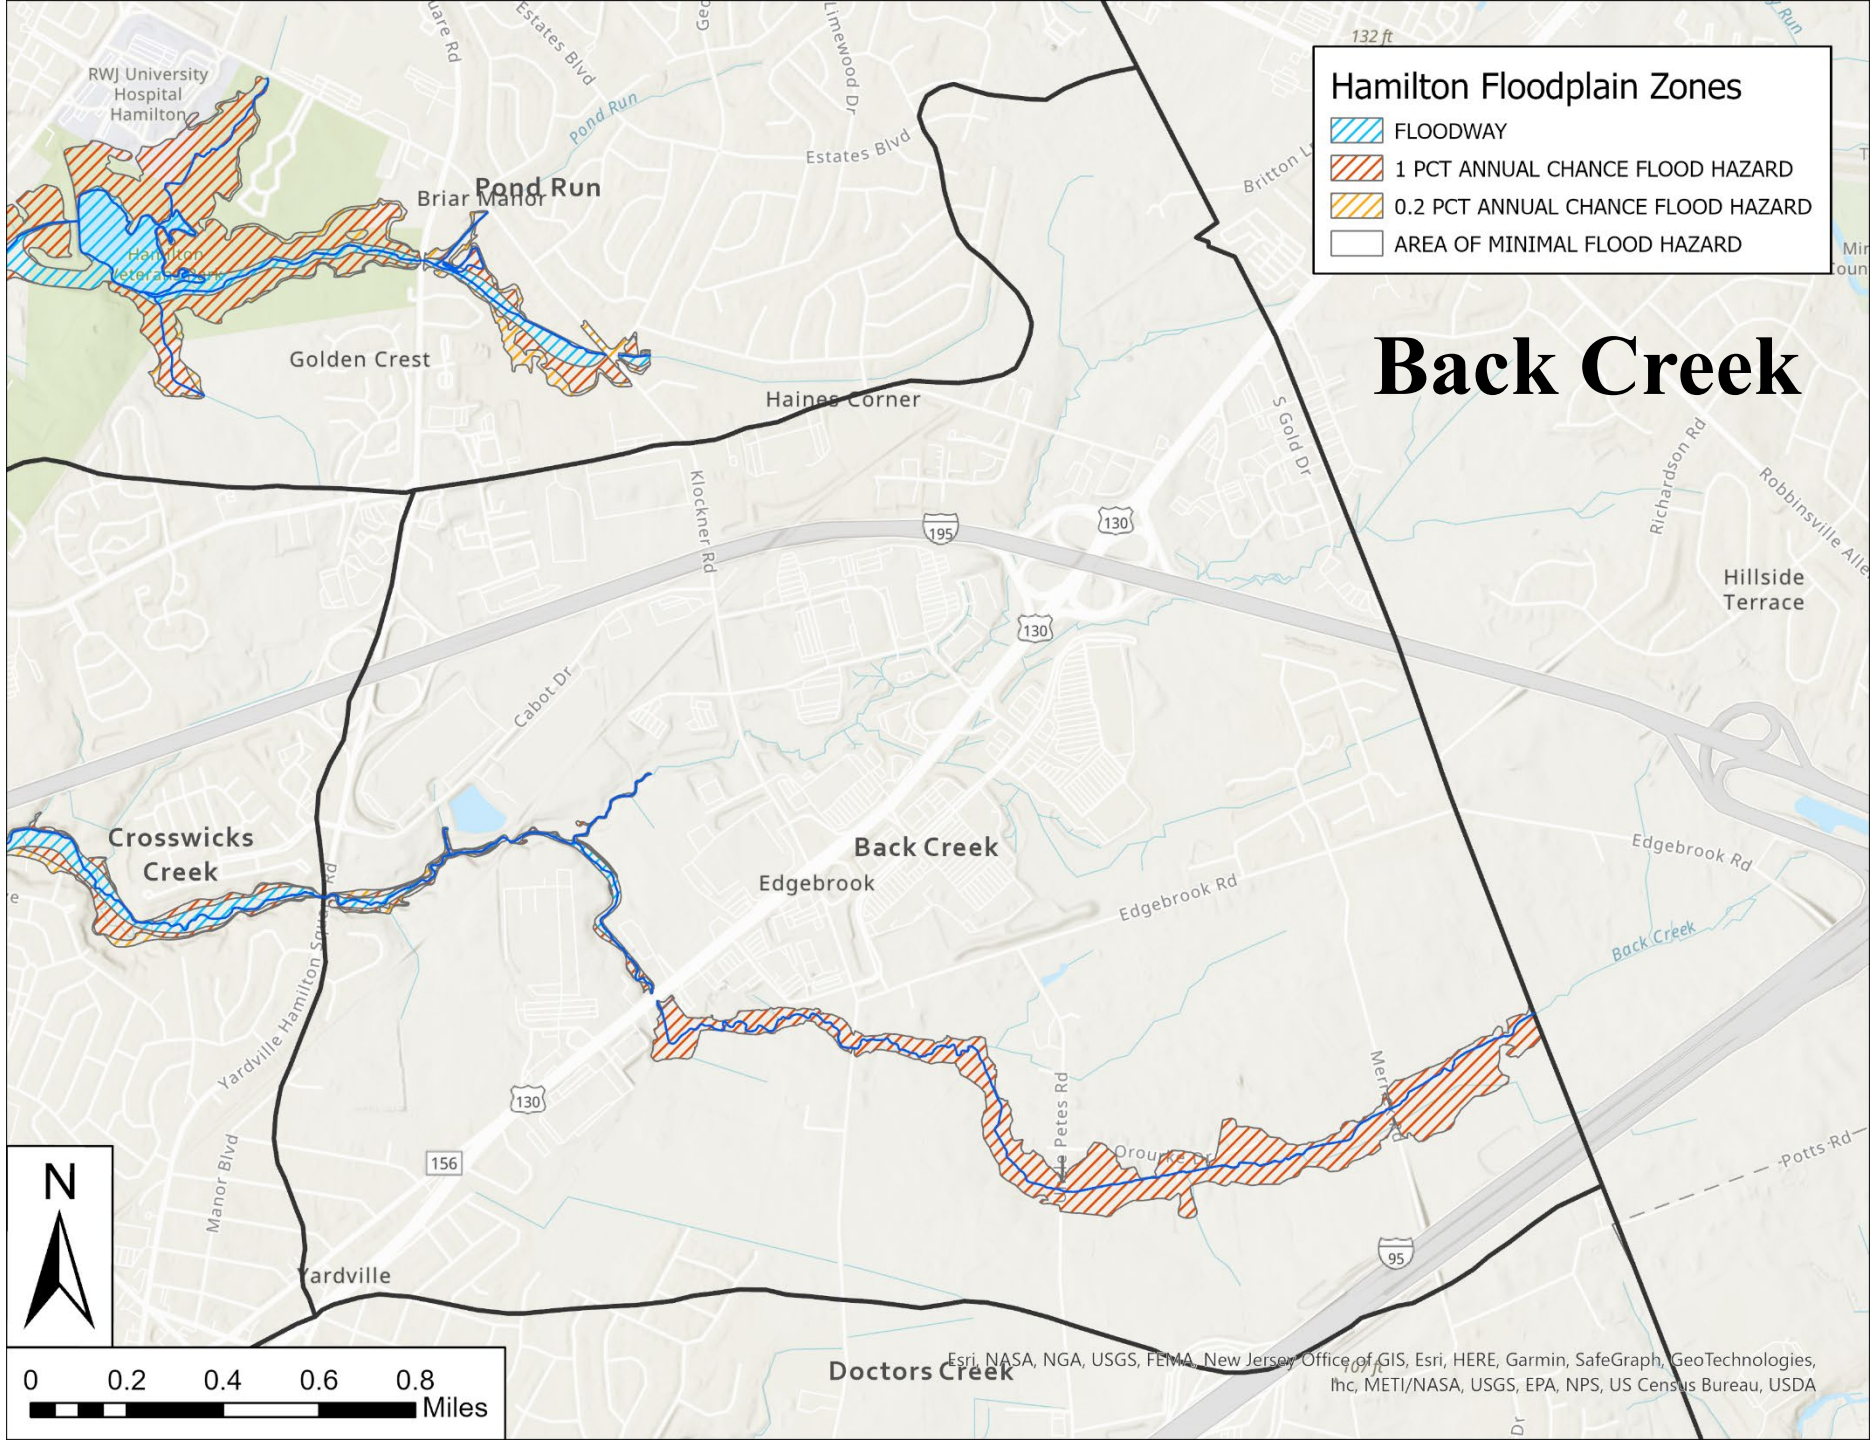 132 ft
Hamilton Floodplain Zones
FLOODWAY
1 PCT ANNUAL CHANCE FLOOD HAZARD
0.2 PCT ANNUAL CHANCE FLOOD HAZARD
AREA OF MINIMAL FLOOD HAZARD
Back Creek
RWJ University
Hospital
Hamilton
Estates Blvd
Limewood Dr
Pond Run
Estates Blvd
Pond Run
Briar Manor
Hamilton
Golden Crest
Haines Corner
S Gold Dr
Richardson Rd
Robbinsville Alle
Klockner Rd
195
130
130
Hillside
Terrace
Cabot Dr
Crosswicks
Creek
Back Creek
Edgebrook
Edgebrook Rd
Edgebrook Rd
Back Creek
Yardville Hamilton Squa Rd
130
156
Petes Rd
Manor Blvd
Potts Rd
95
Yardville
Doctors Creek
107 ft
Dr
N
0 0.2 0.4 0.6 0.8
Miles
Esri, NASA, NGA, USGS, FEMA, New Jersey Office of GIS, Esri, HERE, Garmin, SafeGraph, GeoTechnologies,
Inc, METI/NASA, USGS, EPA, NPS, US Census Bureau, USDA